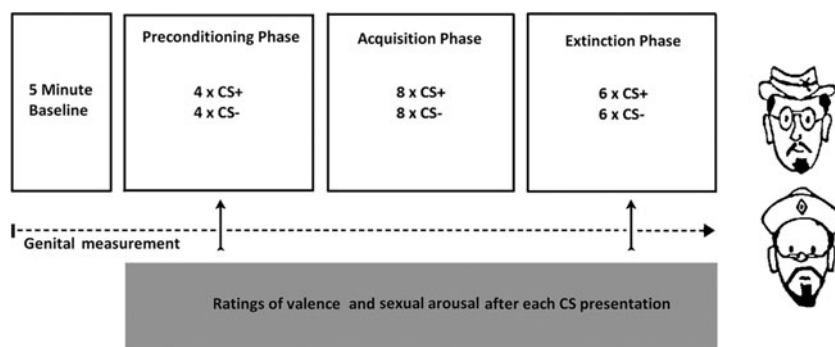 5 Minute
Baseline
Preconditioning Phase
4 x CS+
4 x CS-
Acquisition Phase
8 x CS+
8 x CS-
Extinction Phase
6 x CS+
6 x CS-
Genital measurement
Ratings of valence and sexual arousal after each CS presentation